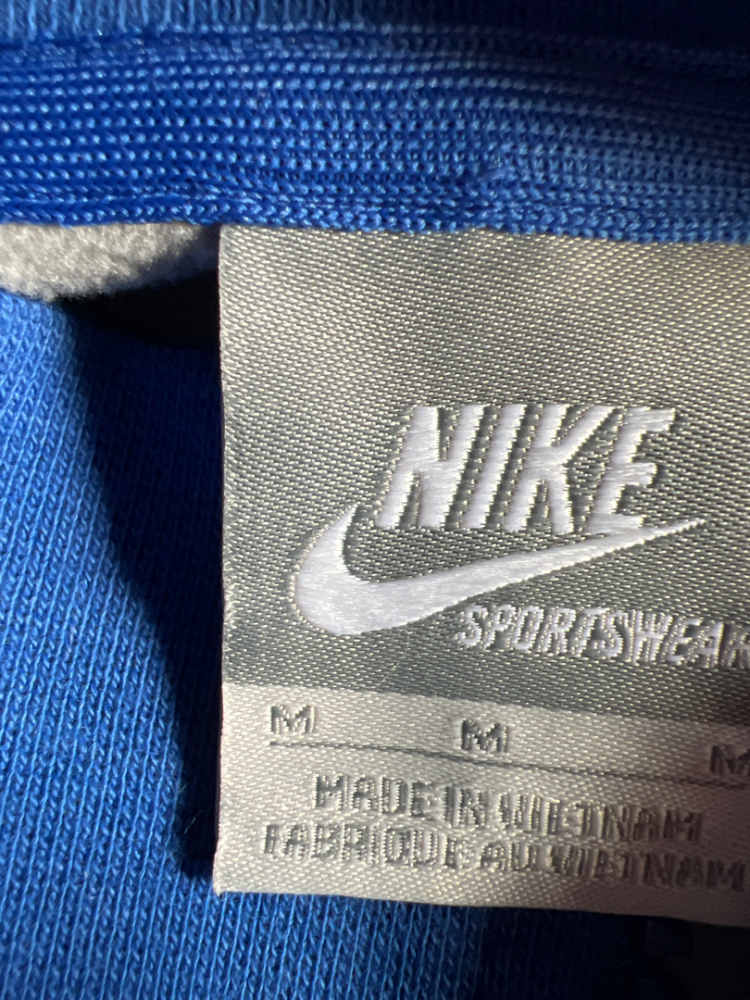 NIKE
SPORTSWEAR
M M M
MADE IN VIETNAM
FABRIQUE AU VIETNAM